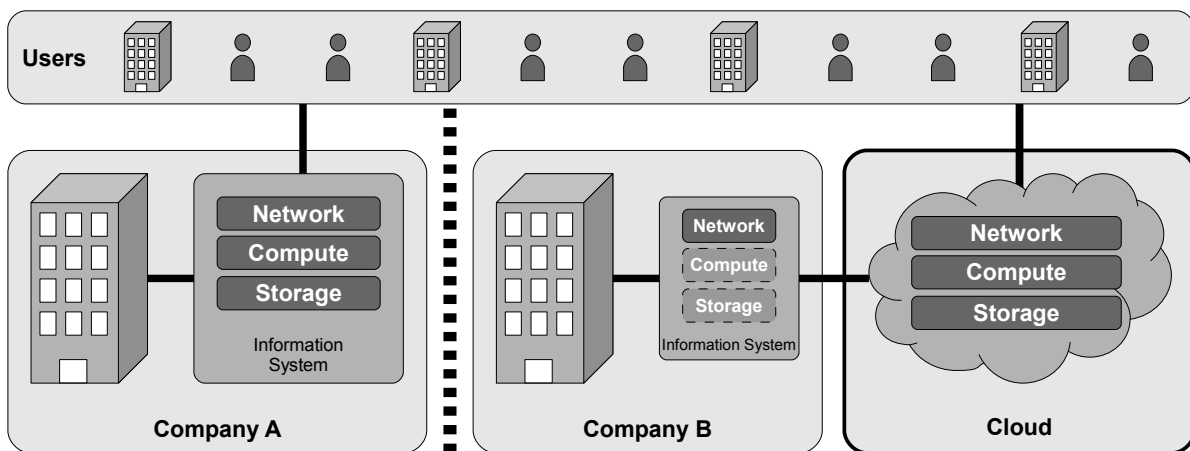 Users
Network
Compute
Storage
Information
System
Company A
Network
Compute
Storage
Information System
Company B
Network
Compute
Storage
Cloud